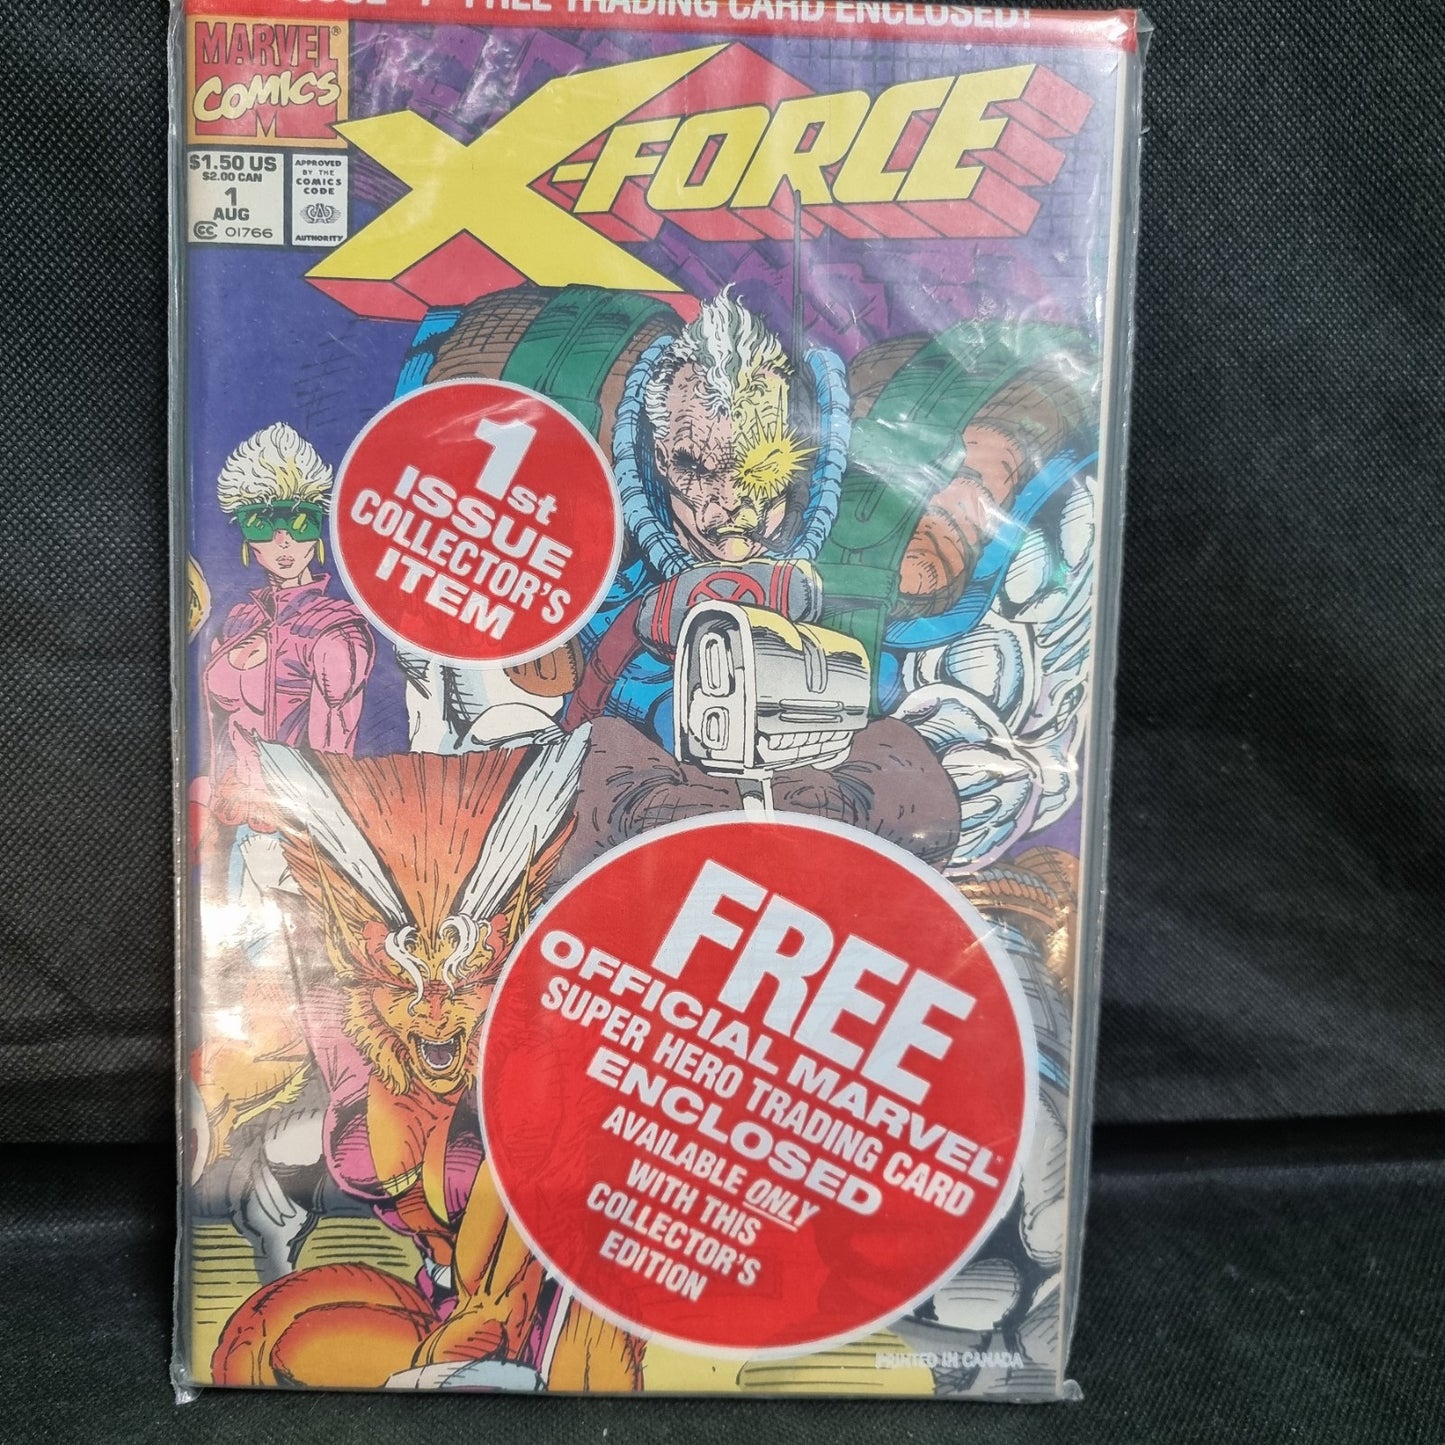 FREE TRADING CARD ENCLOSED!
MARVEL®
COMICS
$1.50 US
$2.00 CAN
1
AUG
CC 01766
APPROVED
BY THE
COMICS
CODE
AUTHORITY
X-FORCE
1st
ISSUE
COLLECTOR'S
ITEM
FREE
OFFICIAL MARVEL®
SUPER HERO TRADING CARD
ENCLOSED
AVAILABLE ONLY
WITH THIS
COLLECTOR'S
EDITION
PRINTED IN CANADA